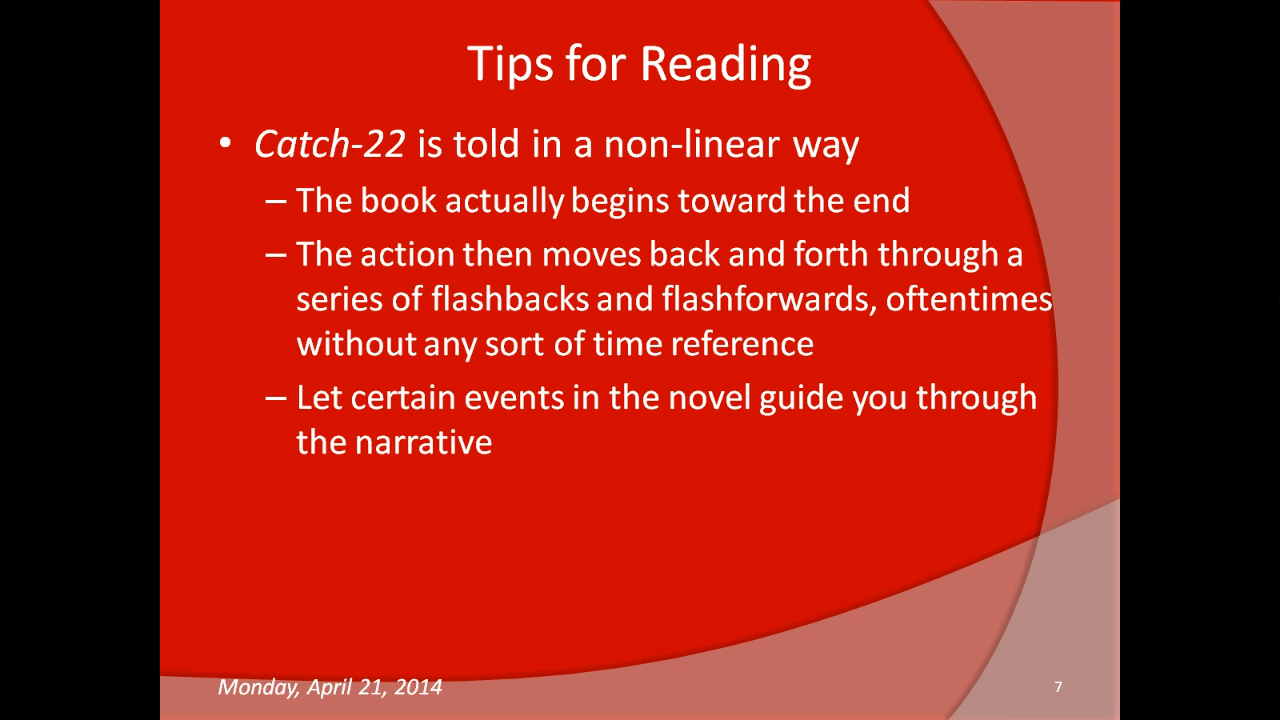 Tips for Reading
• Catch-22 is told in a non-linear way
– The book actually begins toward the end
– The action then moves back and forth through a
series of flashbacks and flashforwards, oftentimes
without any sort of time reference
– Let certain events in the novel guide you through
the narrative
Monday, April 21, 2014
7